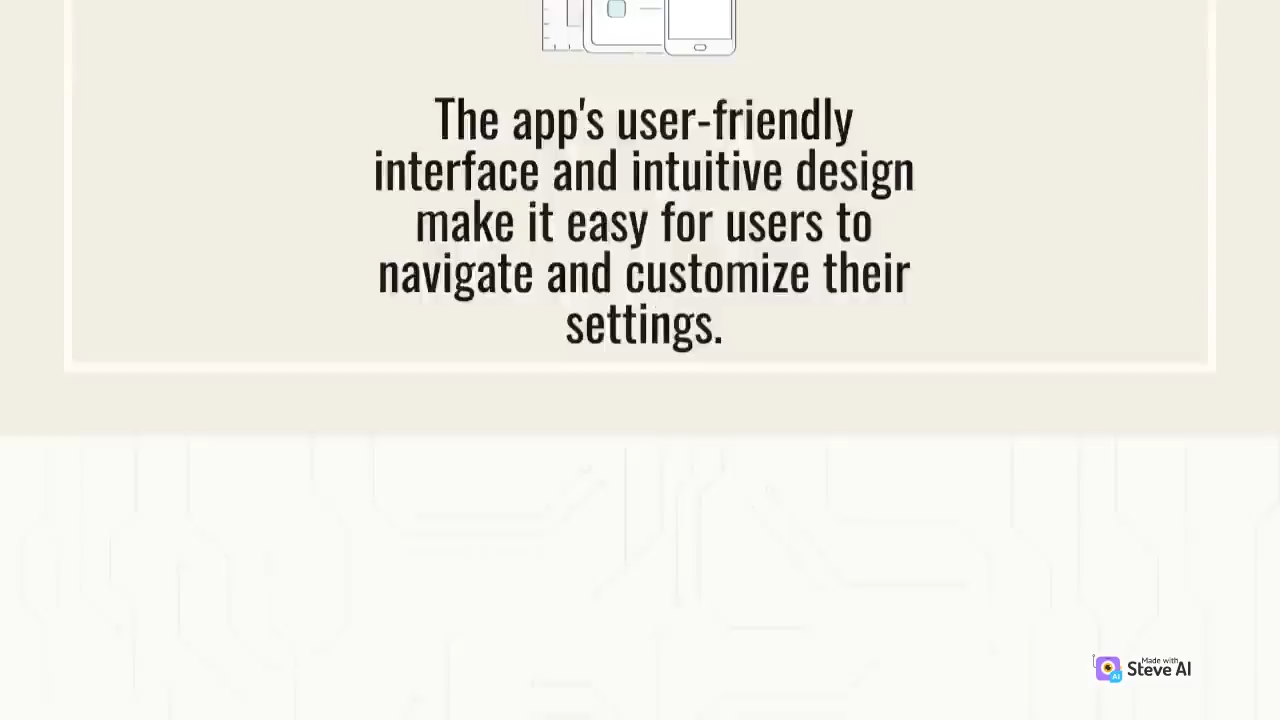 The app's user-friendly
interface and intuitive design
make it easy for users to
navigate and customize their
settings.
Made with
Steve AI
AI